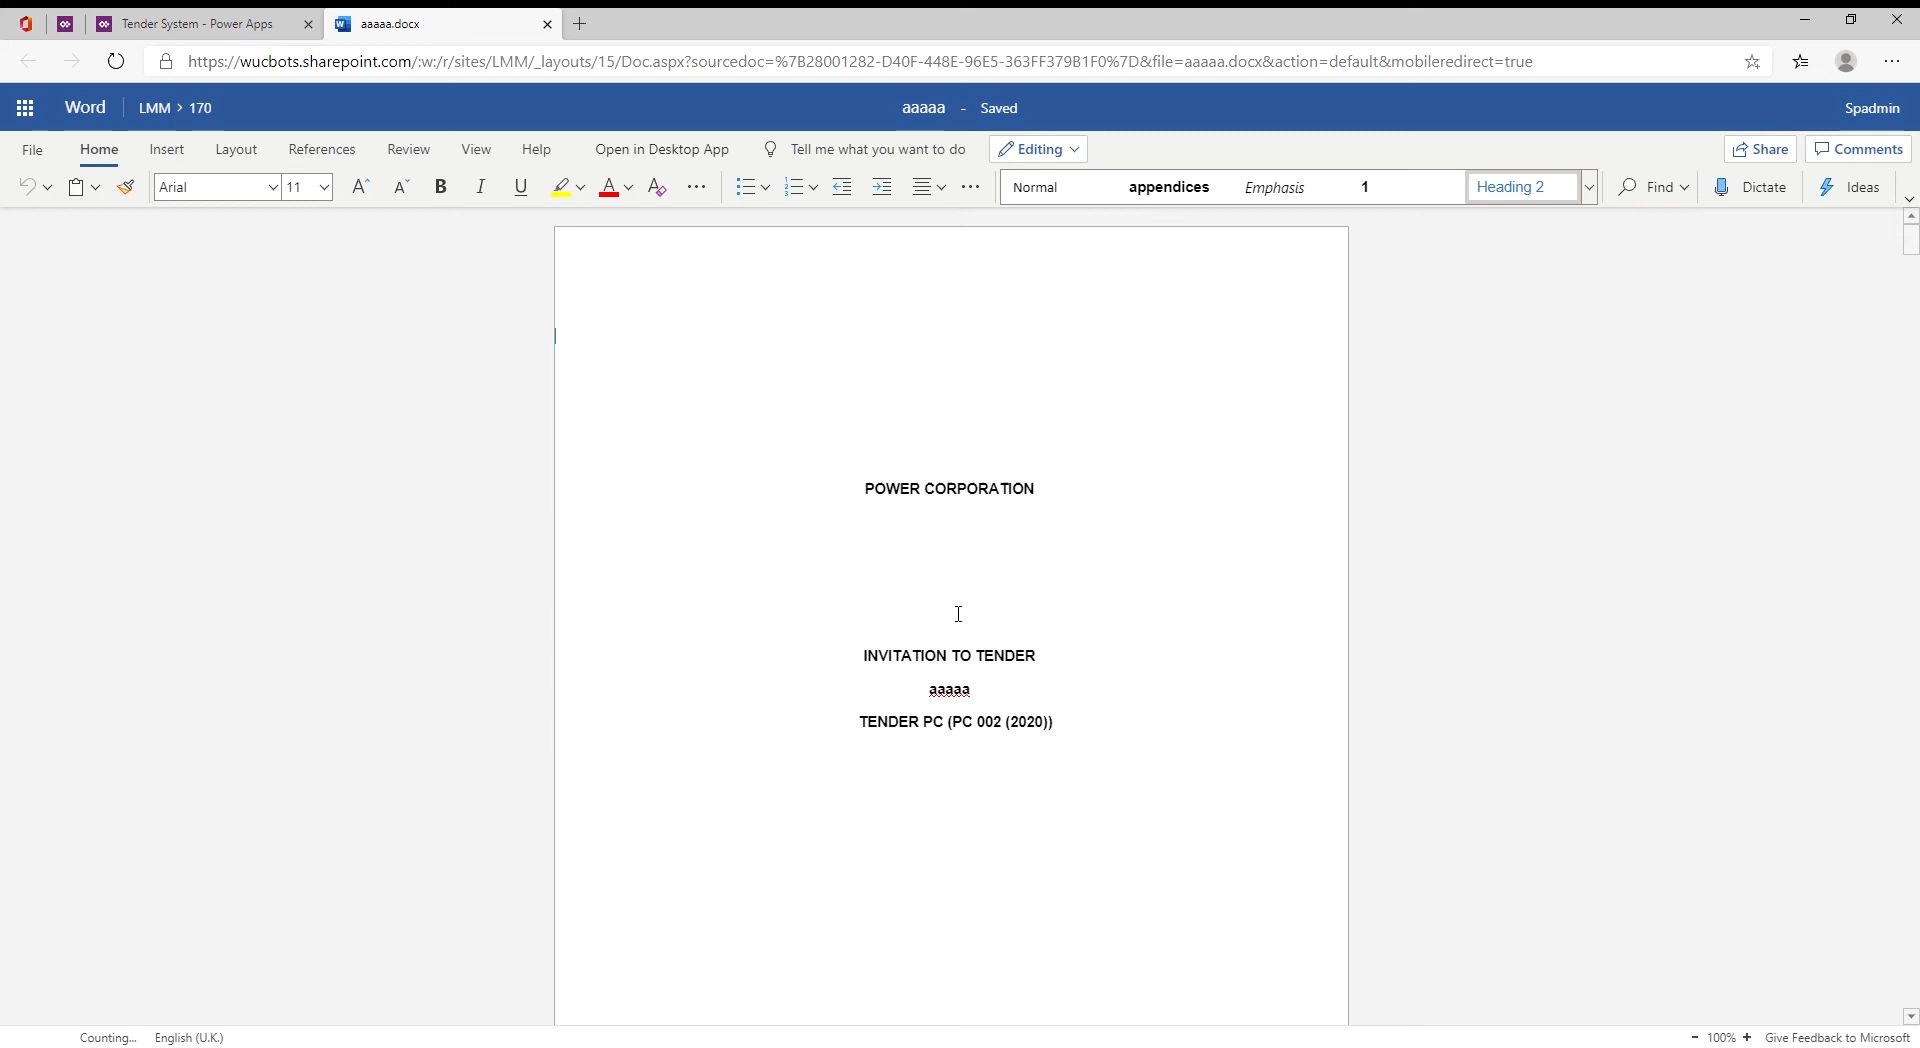 Tender System - Power Apps
aaaaa.docx
https://wucbots.sharepoint.com/:w:/r/sites/LMM/_layouts/15/Doc.aspx?sourcedoc=%7B28001282-D40F-448E-96E5-363FF379B1F0%7D&file=aaaaa.docx&action=default&mobileredirect=true
Word LMM > 170 aaaaa - Saved Spadmin
File Home Insert Layout References Review View Help Open in Desktop App Tell me what you want to do Editing Share Comments
Arial 11 Normal appendices Emphasis 1 Heading 2 Find Dictate Ideas
POWER CORPORATION
INVITATION TO TENDER
aaaaa
TENDER PC (PC 002 (2020))
Counting... English (U.K.) - 100% + Give Feedback to Microsoft